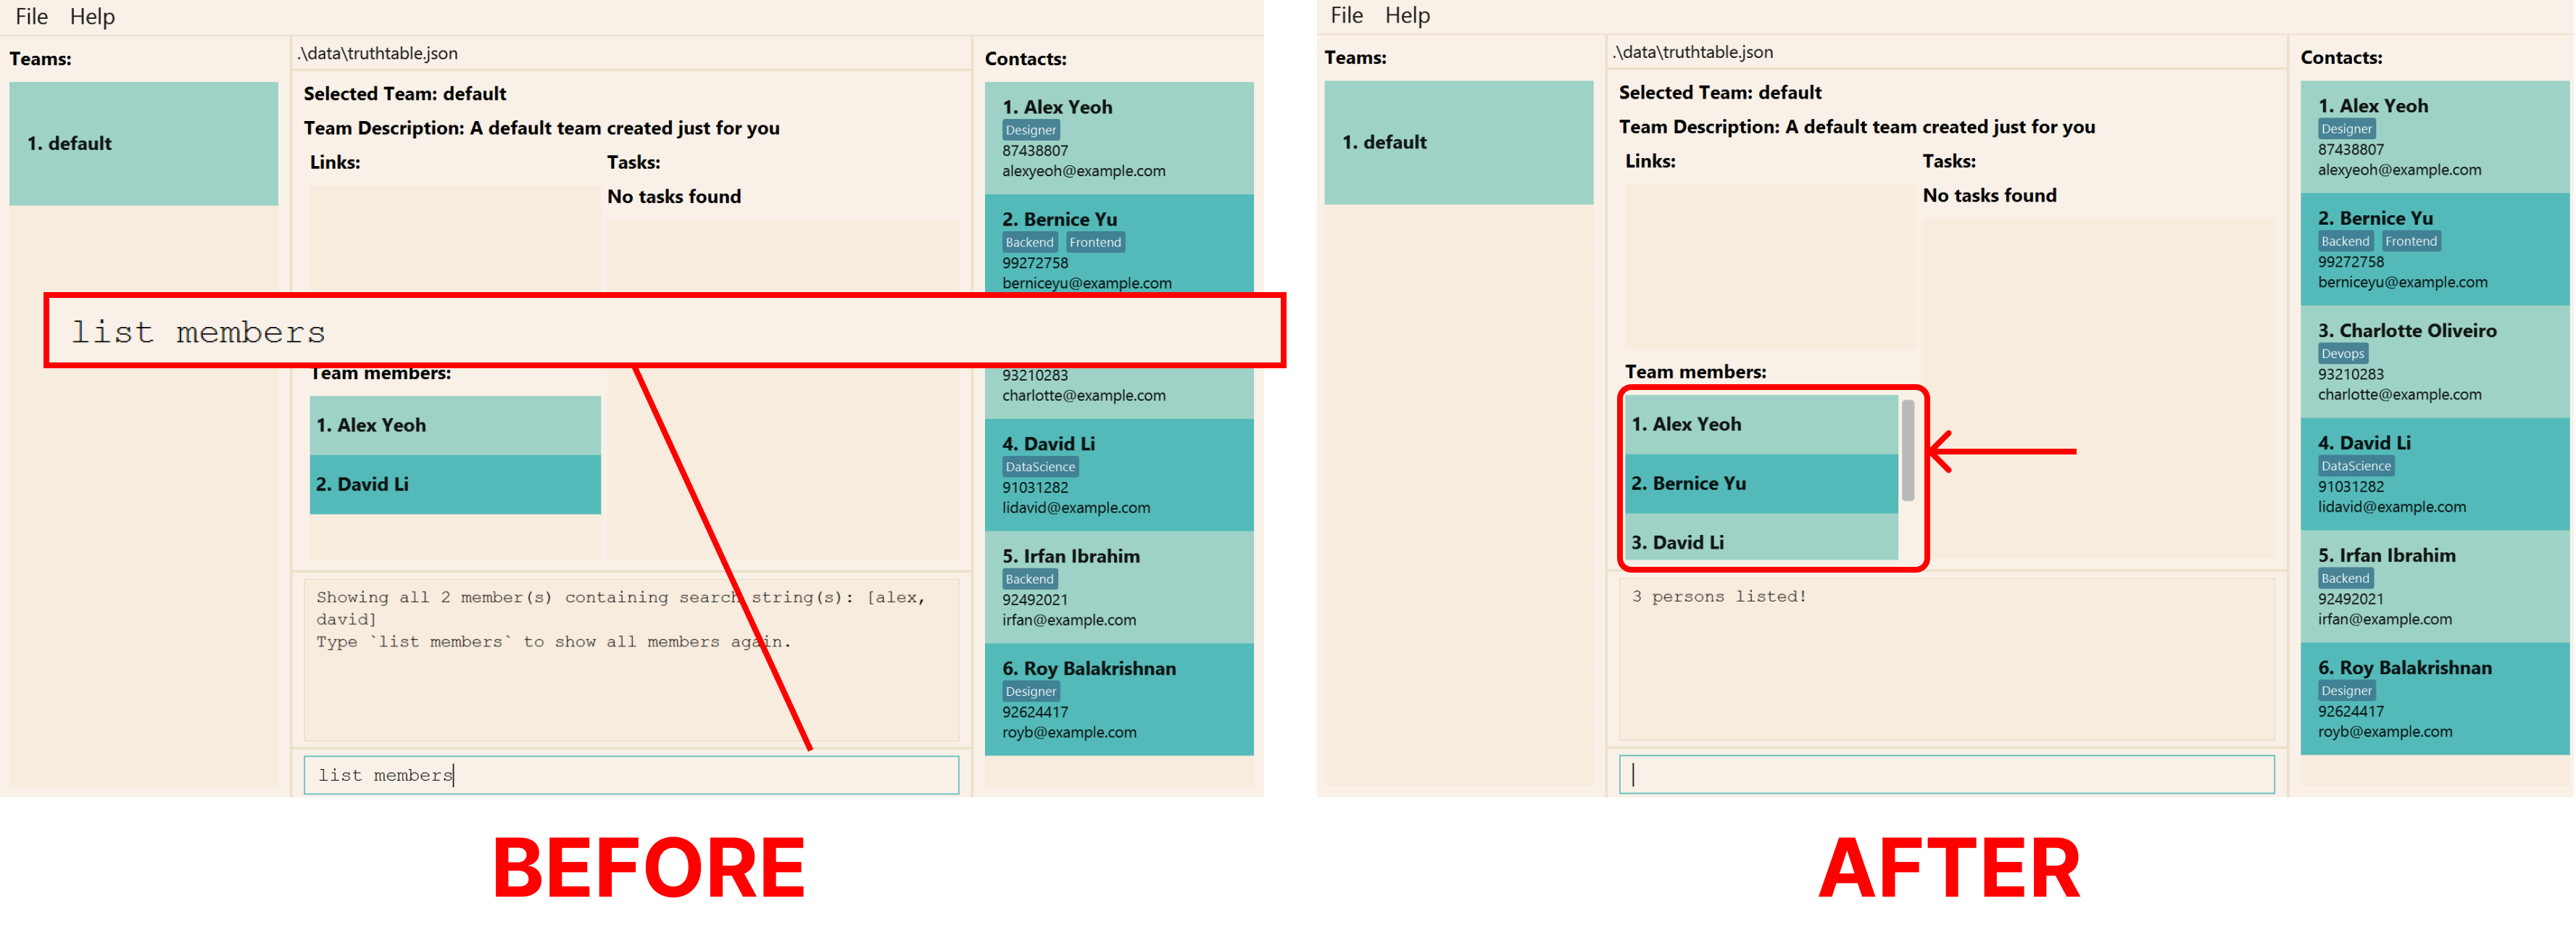 File Help
Teams:
1. default
.\data\truthtable.json
Selected Team: default
Team Description: A default team created just for you
Links:
Tasks:
No tasks found
list members
Team members:
1. Alex Yeoh
2. David Li
Showing all 2 member(s) containing search string(s): [alex,
david]
Type `list members` to show all members again.
list members
Contacts:
1. Alex Yeoh
Designer
87438807
alexyeoh@example.com
2. Bernice Yu
Backend Frontend
99272758
berniceyu@example.com
93210283
charlotte@example.com
4. David Li
DataScience
91031282
lidavid@example.com
5. Irfan Ibrahim
Backend
92492021
irfan@example.com
6. Roy Balakrishnan
Designer
92624417
royb@example.com
BEFORE
File Help
Teams:
1. default
.\data\truthtable.json
Selected Team: default
Team Description: A default team created just for you
Links:
Tasks:
No tasks found
Team members:
1. Alex Yeoh
2. Bernice Yu
3. David Li
3 persons listed!
Contacts:
1. Alex Yeoh
Designer
87438807
alexyeoh@example.com
2. Bernice Yu
Backend Frontend
99272758
berniceyu@example.com
3. Charlotte Oliveiro
Devops
93210283
charlotte@example.com
4. David Li
DataScience
91031282
lidavid@example.com
5. Irfan Ibrahim
Backend
92492021
irfan@example.com
6. Roy Balakrishnan
Designer
92624417
royb@example.com
AFTER